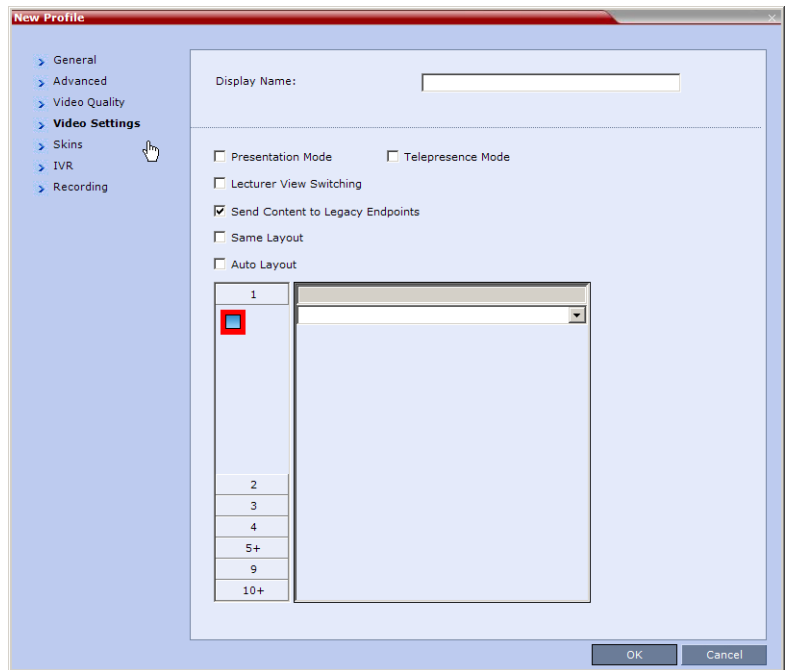 New Profile
General
Advanced
Video Quality
Video Settings
Skins
IVR
Recording
Display Name:
Presentation Mode Telepresence Mode
Lecturer View Switching
Send Content to Legacy Endpoints
Same Layout
Auto Layout
1
2
3
4
5+
9
10+
OK Cancel